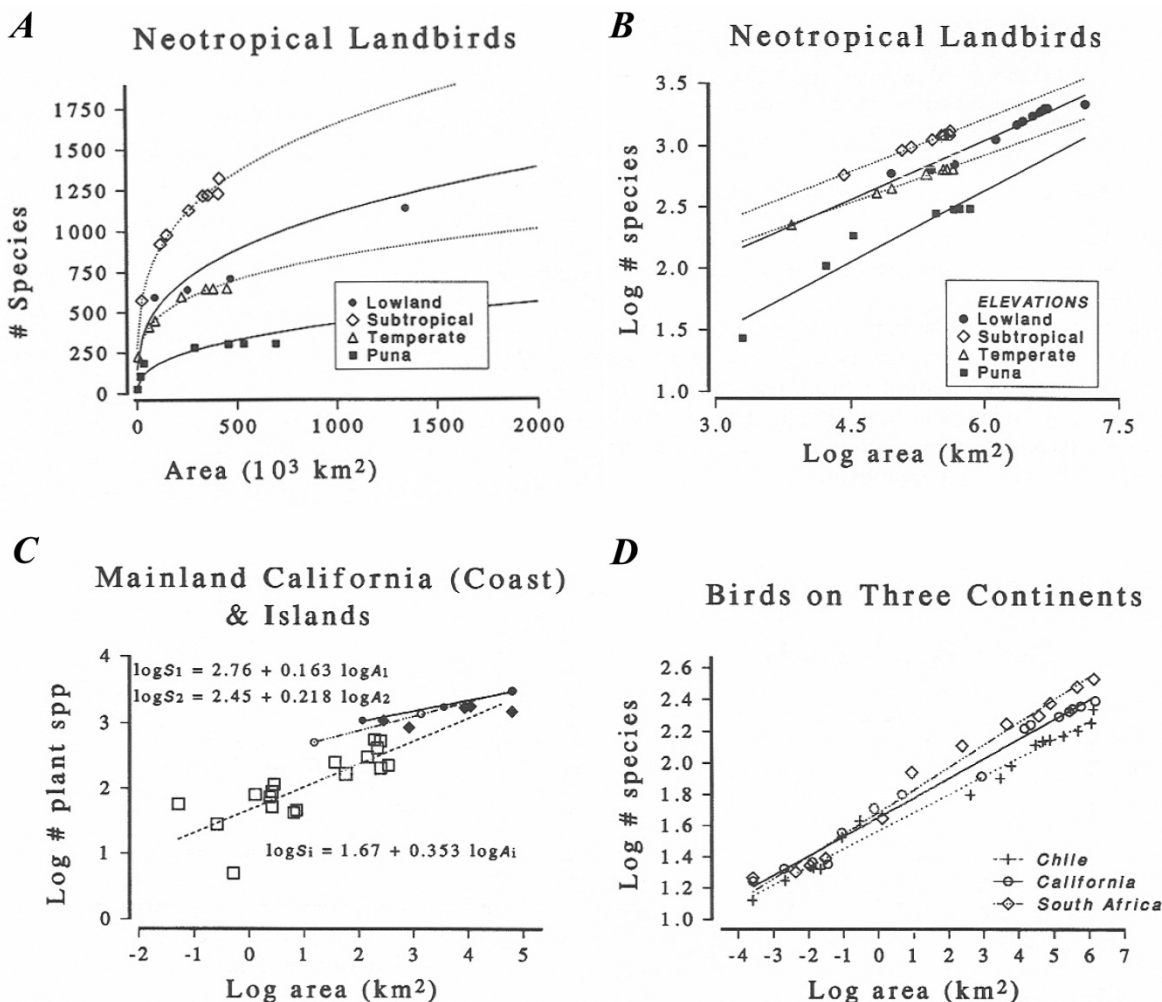 A
Neotropical Landbirds
# Species
1750
1500
1250
1000
750
500
250
0
Lowland
Subtropical
Temperate
Puna
0 500 1000 1500 2000
Area (10³ km²)
B
Neotropical Landbirds
Log # species
3.5
3.0
2.5
2.0
1.5
1.0
ELEVATIONS
Lowland
Subtropical
Temperate
Puna
3.0 4.5 6.0 7.5
Log area (km²)
C
Mainland California (Coast)
& Islands
Log # plant spp
4
3
2
1
0
logS₁ = 2.76 + 0.163 logA₁
logS₂ = 2.45 + 0.218 logA₂
logSᵢ = 1.67 + 0.353 logAᵢ
-2 -1 0 1 2 3 4 5
Log area (km²)
D
Birds on Three Continents
Log # species
2.6
2.4
2.2
2.0
1.8
1.6
1.4
1.2
1.0
Chile
California
South Africa
-4 -3 -2 -1 0 1 2 3 4 5 6 7
Log area (km²)